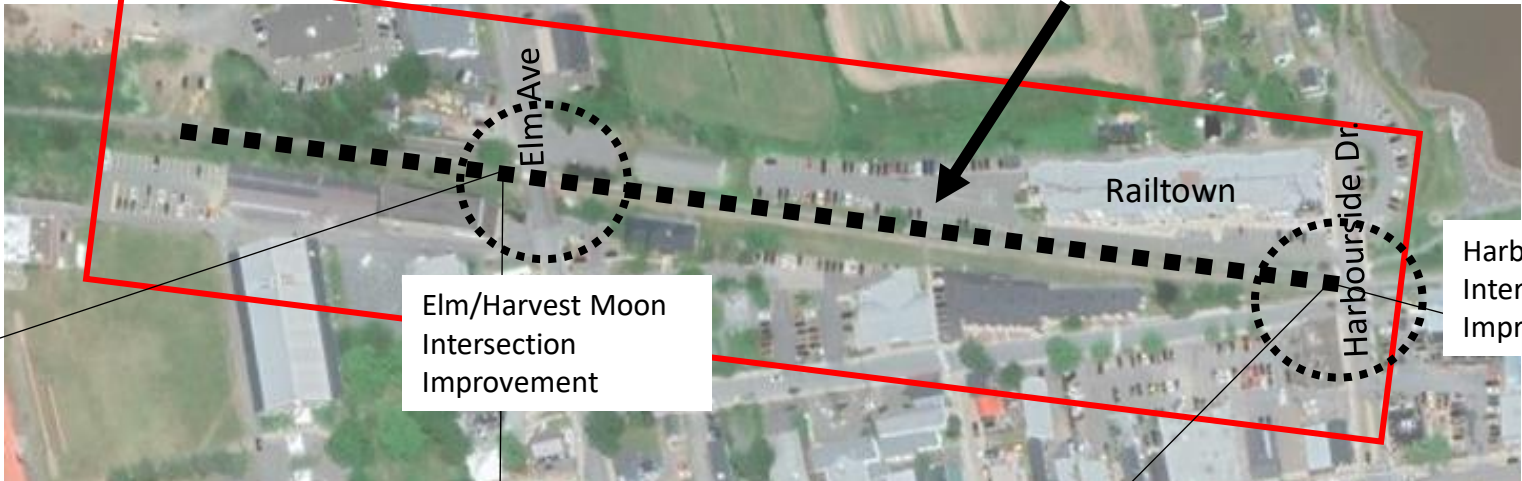 Elm Ave
Railtown
Harbourside Dr.
Elm/Harvest Moon
Intersection
Improvement